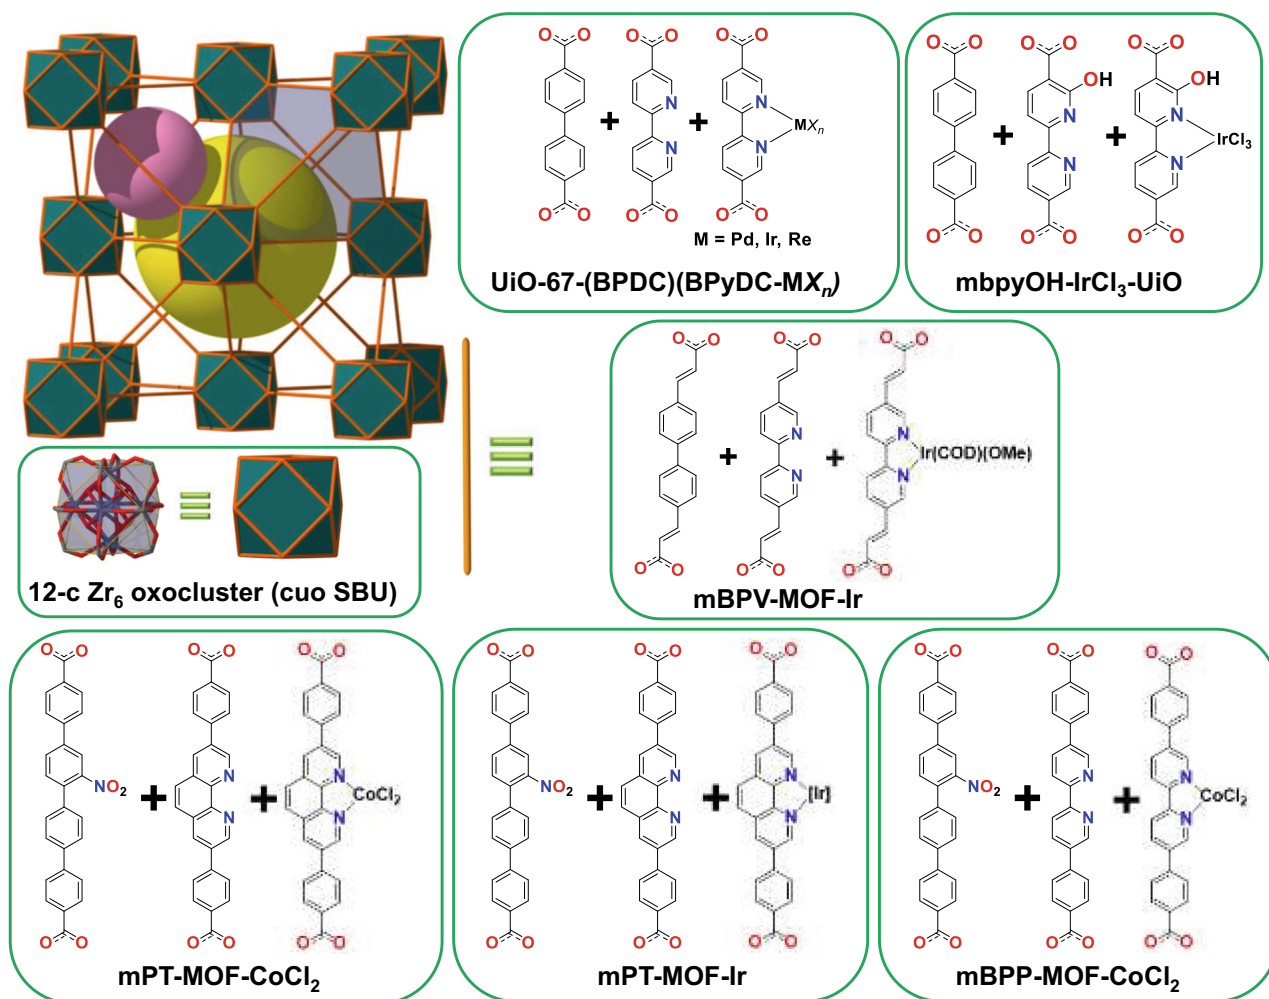 O O O O O O
N
N
MXₙ
N
N
O O O O O O
M = Pd, Ir, Re
UiO-67-(BPDC)(BPyDC-MXₙ)
O O O O O O
OH OH
N
N
IrCl₃
N
N
O O O O O O
mbpyOH-IrCl₃-UiO
O O O O O O
N
N
Ir(COD)(OMe)
N
N
O O O O O O
mBPV-MOF-Ir
12-c Zr₆ oxocluster (cuo SBU)
O O O O O O
NO₂
N
N
N
N
CoCl₂
O O O O O O
mPT-MOF-CoCl₂
O O O O O O
NO₂
N
N
N
N
[Ir]
O O O O O O
mPT-MOF-Ir
O O O O O O
NO₂
N
N
N
N
CoCl₂
O O O O O O
mBPP-MOF-CoCl₂